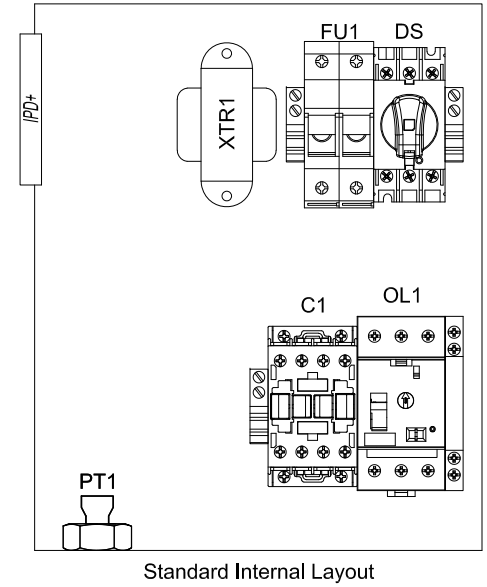 FU1 DS
IPD+
XTR1
C1 OL1
PT1
Standard Internal Layout